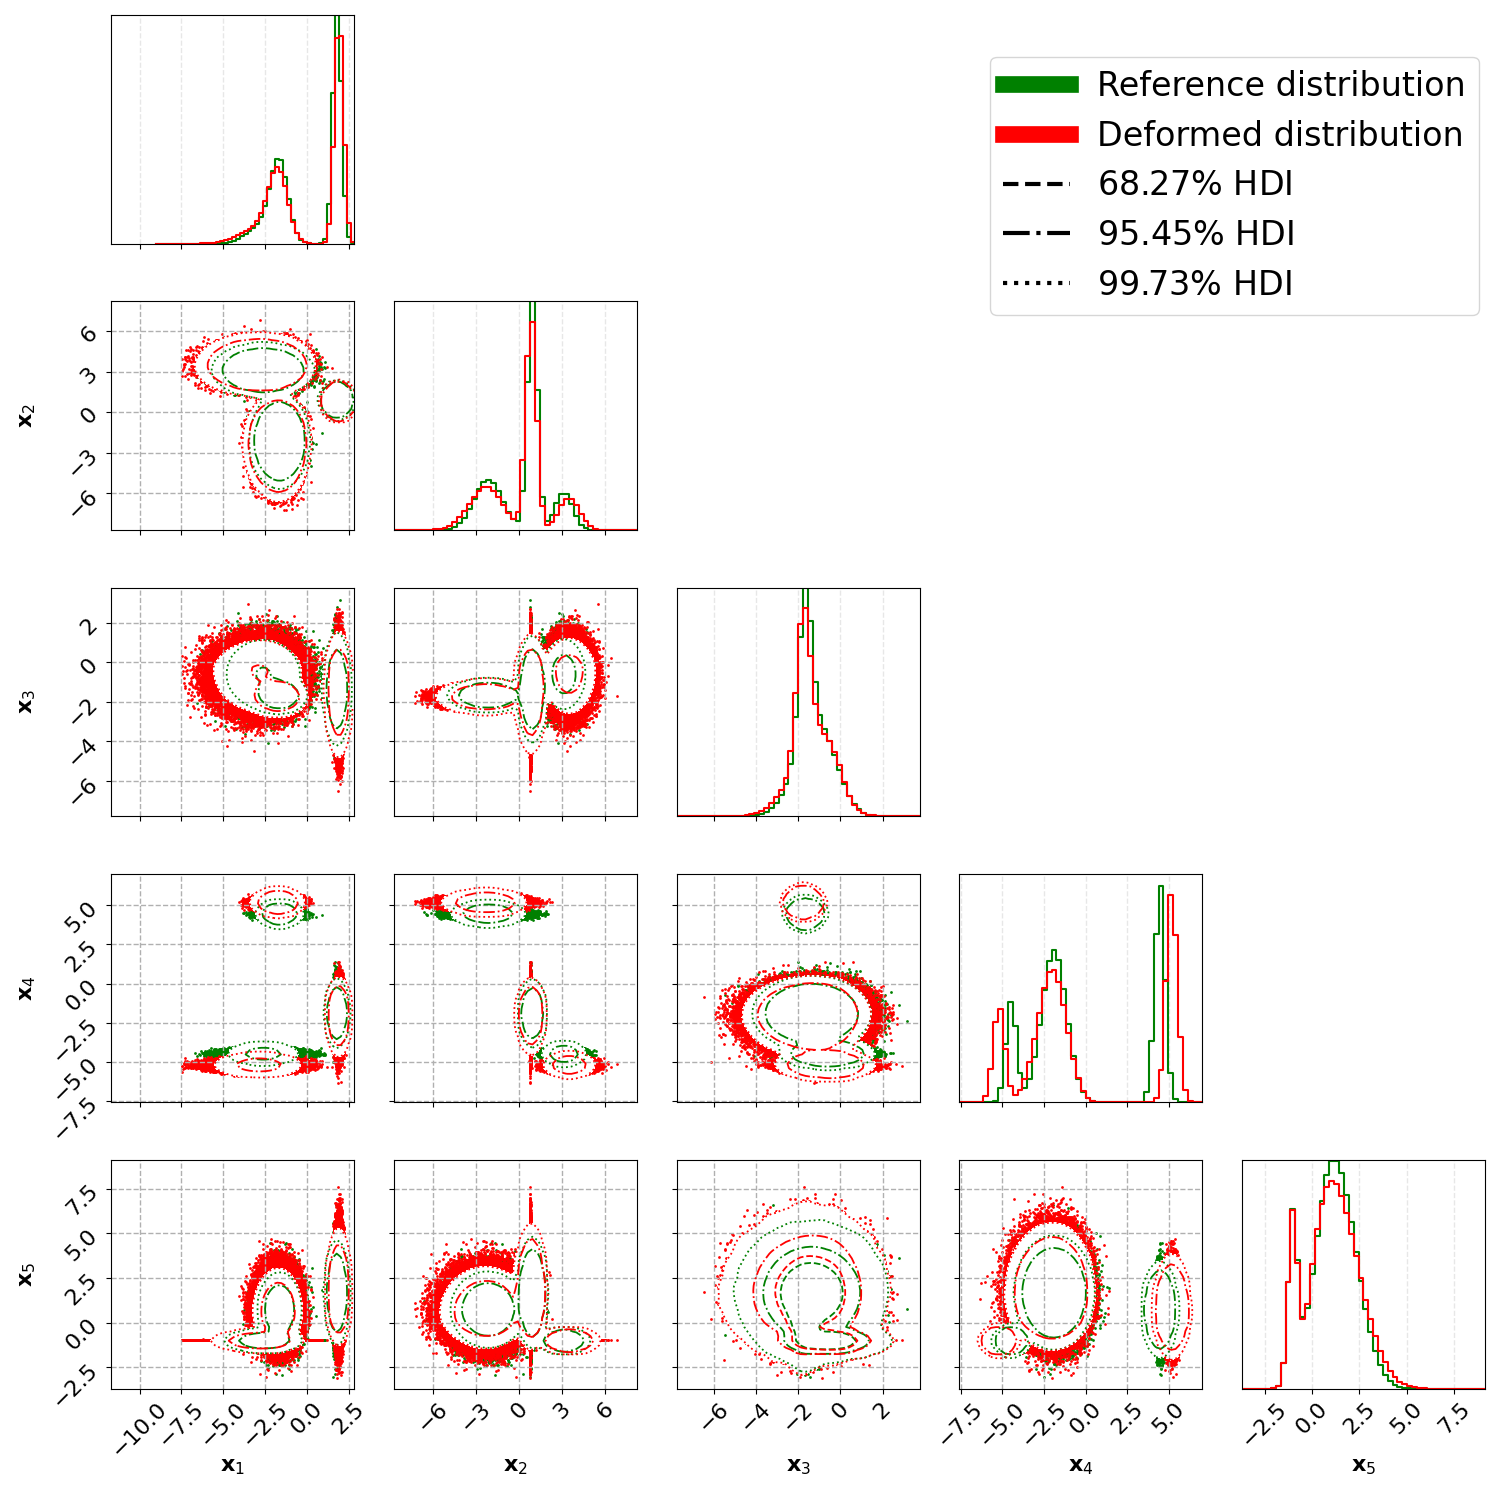 Reference distribution
Deformed distribution
68.27% HDI
95.45% HDI
99.73% HDI
6
3
0
−3
−6
x₂
2
0
−2
−4
−6
x₃
5.0
2.5
0.0
−2.5
−5.0
−7.5
x₄
7.5
5.0
2.5
0.0
−2.5
x₅
−10.0 −7.5 −5.0 −2.5 0.0 2.5 −6 −3 0 3 6 −6 −4 −2 0 2 −7.5 −5.0 −2.5 0.0 2.5 5.0 −2.5 0.0 2.5 5.0 7.5
x₁ x₂ x₃ x₄ x₅